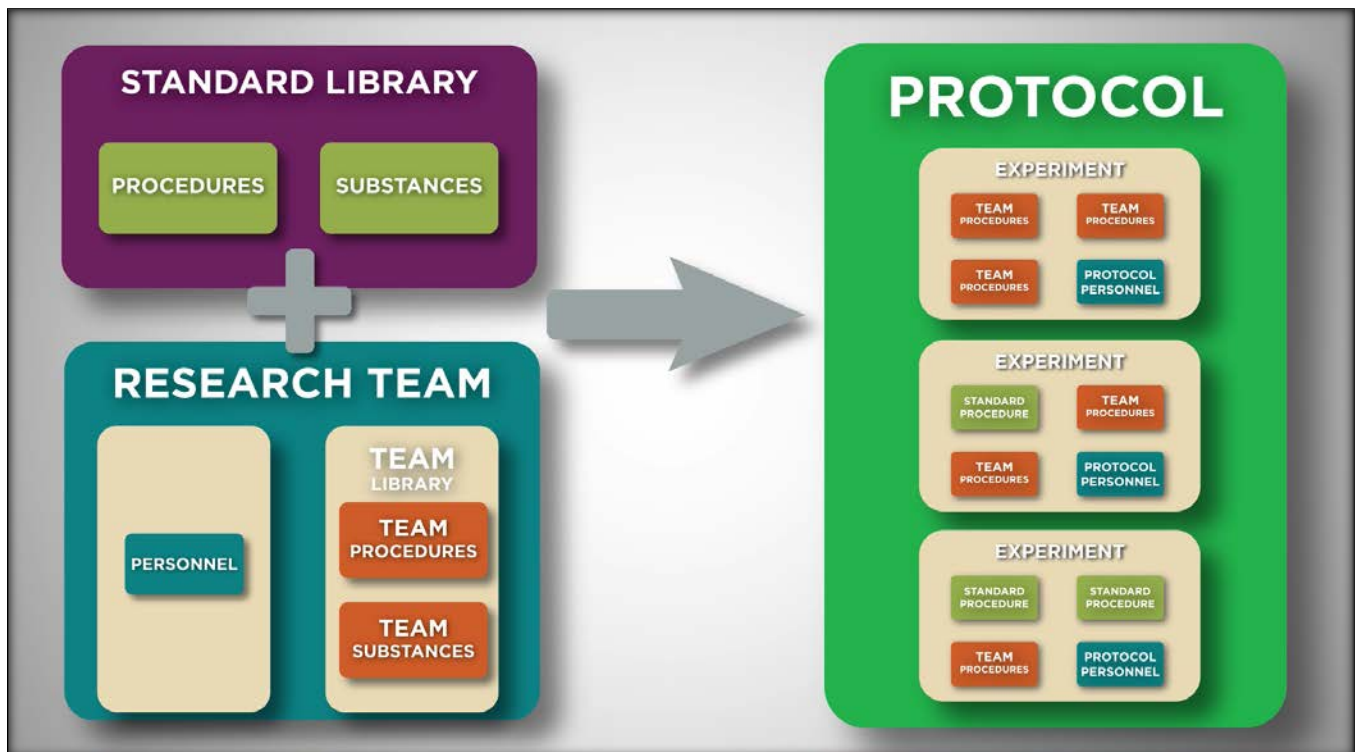 STANDARD LIBRARY
PROCEDURES
SUBSTANCES
RESEARCH TEAM
PERSONNEL
TEAM
LIBRARY
TEAM
PROCEDURES
TEAM
SUBSTANCES
PROTOCOL
EXPERIMENT
TEAM
PROCEDURES
TEAM
PROCEDURES
TEAM
PROCEDURES
PROTOCOL
PERSONNEL
EXPERIMENT
STANDARD
PROCEDURE
TEAM
PROCEDURES
TEAM
PROCEDURES
PROTOCOL
PERSONNEL
EXPERIMENT
STANDARD
PROCEDURE
STANDARD
PROCEDURE
TEAM
PROCEDURES
PROTOCOL
PERSONNEL